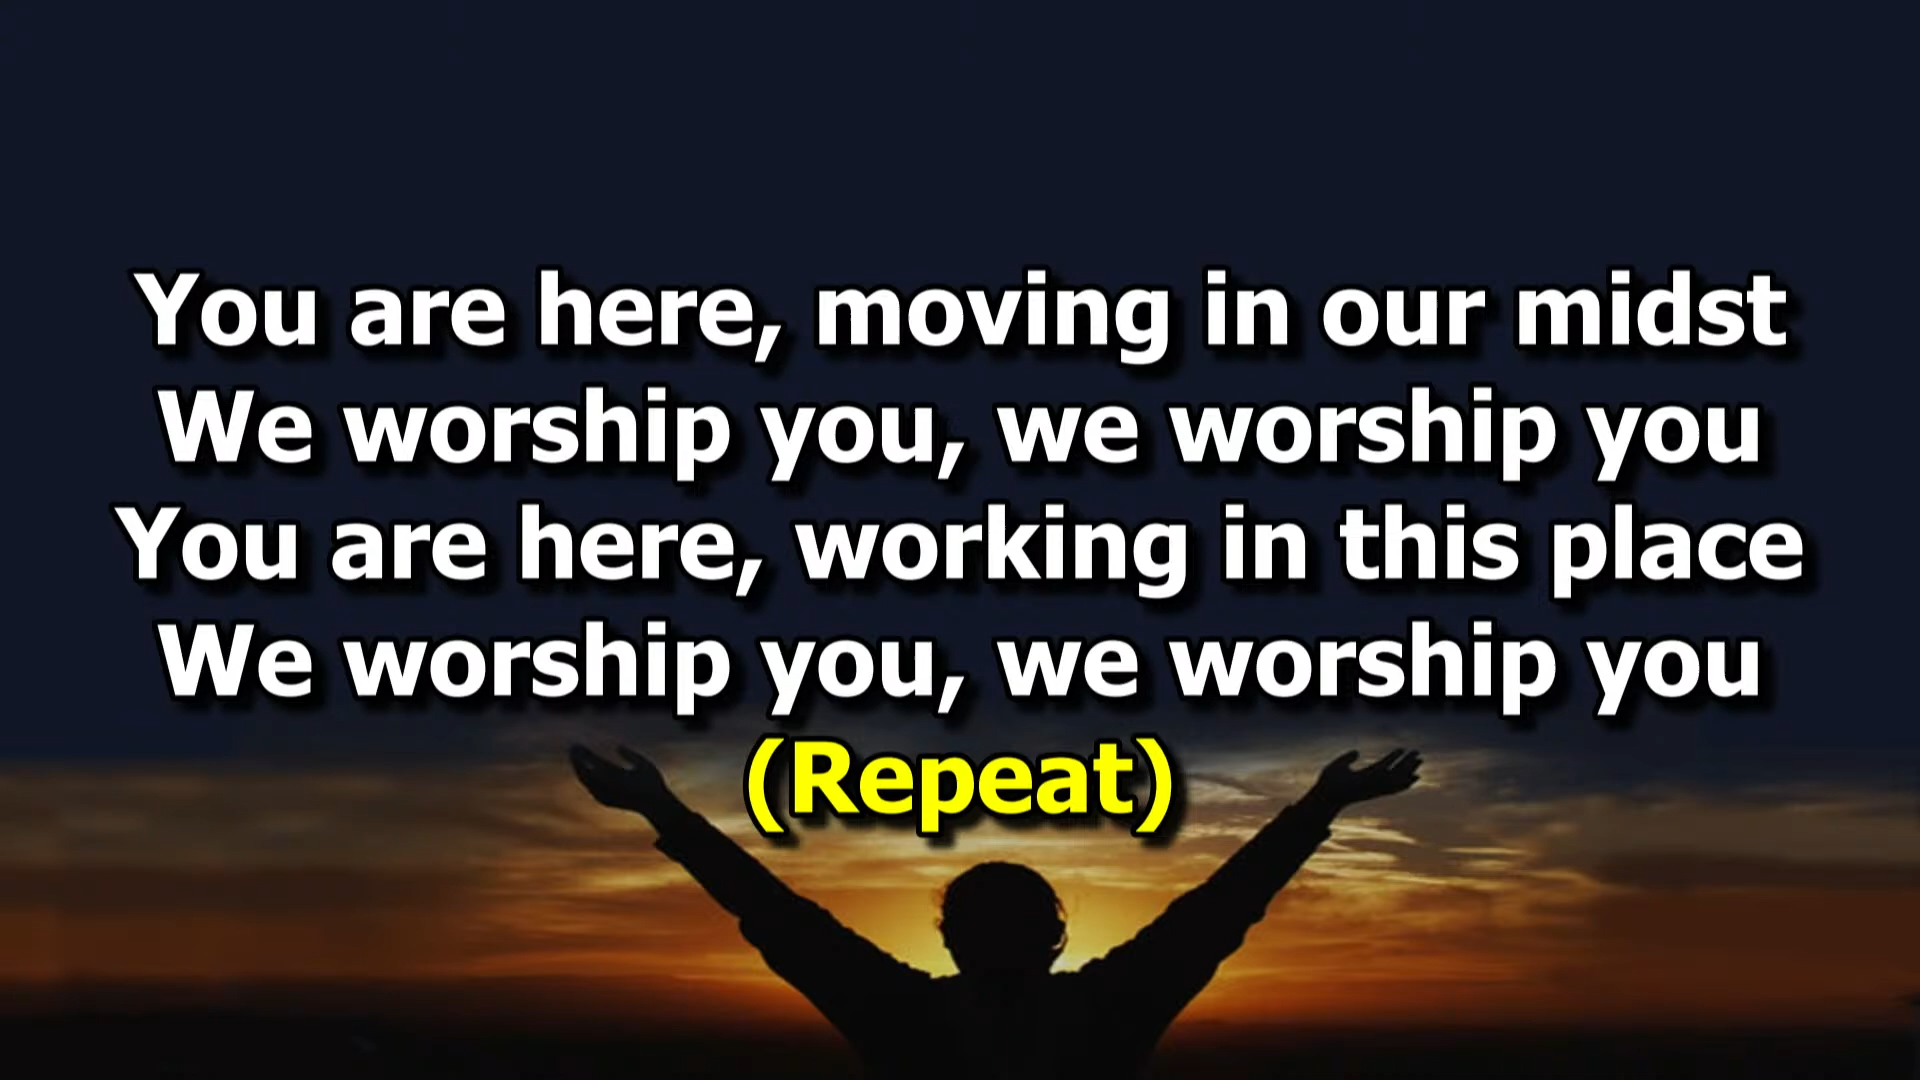 You are here, moving in our midst
We worship you, we worship you
You are here, working in this place
We worship you, we worship you
(Repeat)